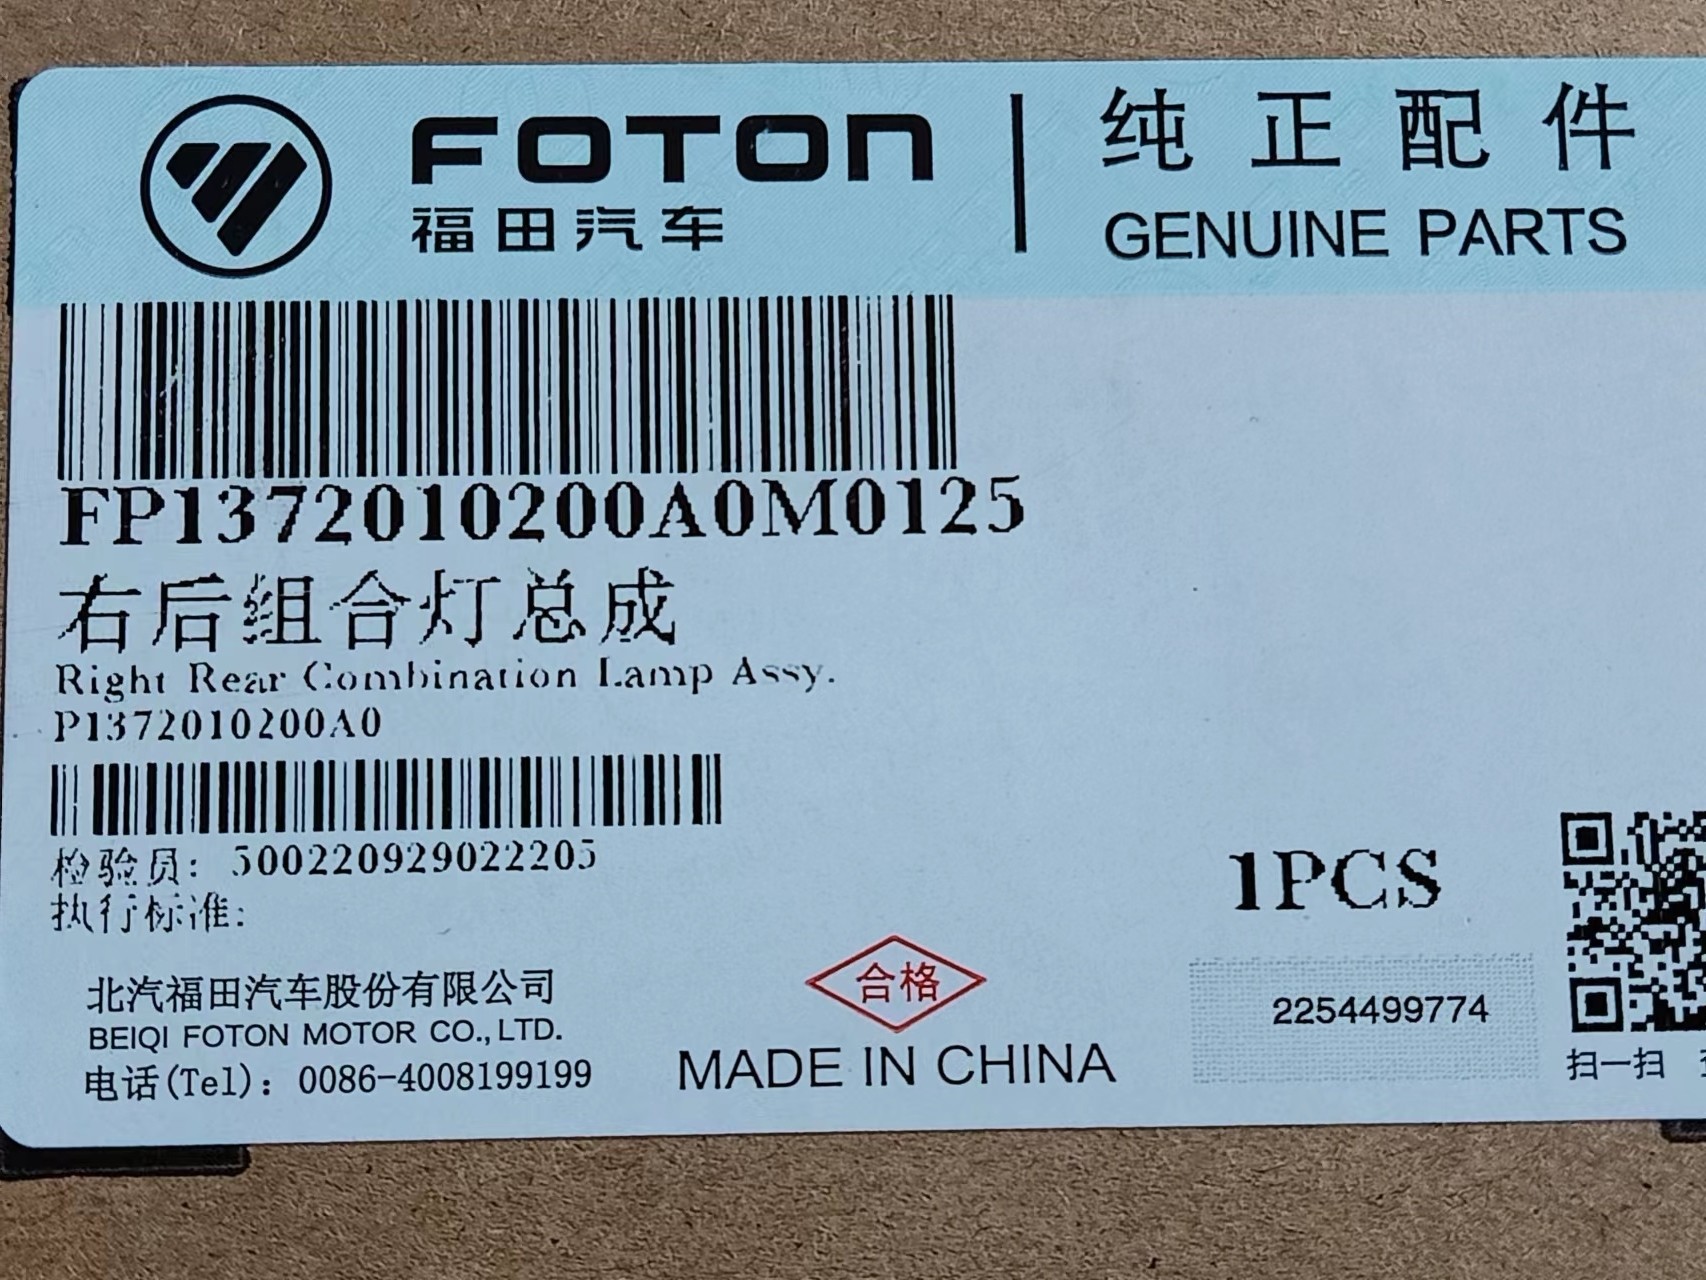 FOTON
福田汽车
纯正配件
GENUINE PARTS
FP1372010200A0M0125
右后组合灯总成
Right Rear Combination Lamp Assy.
P1372010200A0
检验员: 500220929022205
执行标准:
1PCS
北汽福田汽车股份有限公司
BEIQI FOTON MOTOR CO., LTD.
电话(Tel): 0086-4008199199
合格
MADE IN CHINA
2254499774
扫一扫